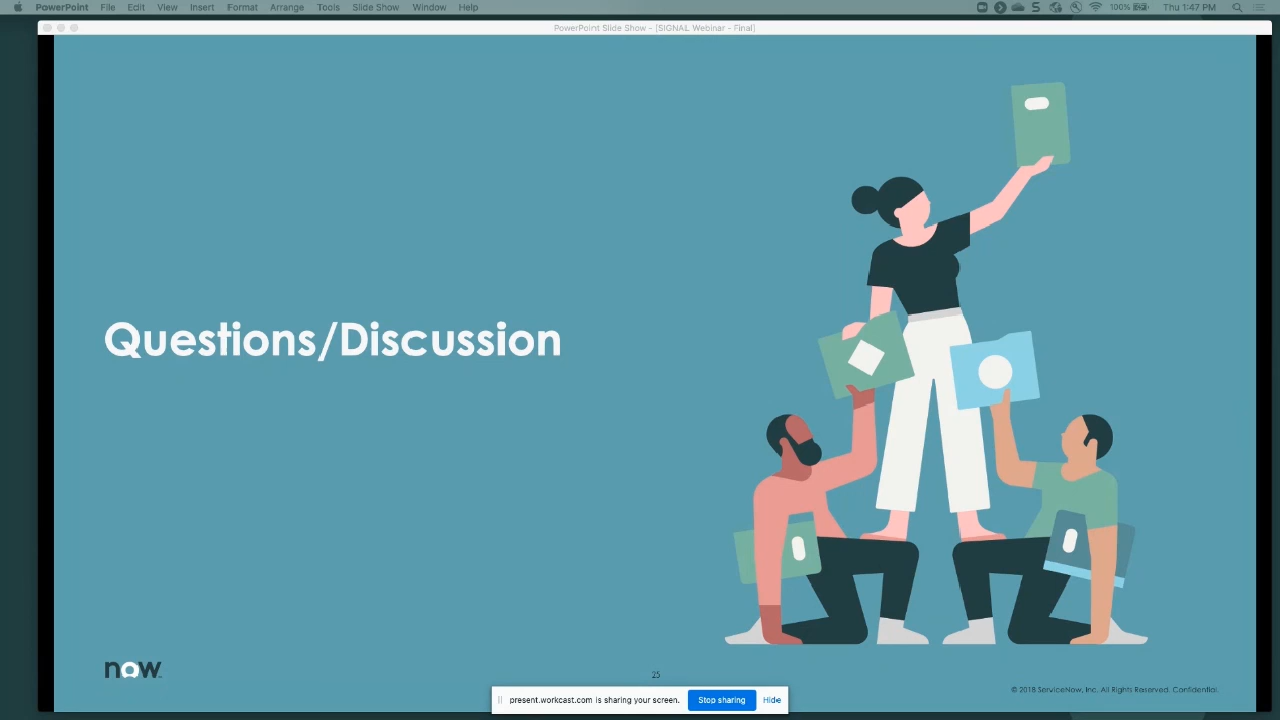 PowerPoint File Edit View Insert Format Arrange Tools Slide Show Window Help 100% Thu 1:47 PM
PowerPoint Slide Show - [SIGNAL Webinar - Final]
Questions/Discussion
now
25
© 2018 ServiceNow, Inc. All Rights Reserved. Confidential.
present.workcast.com is sharing your screen. Stop sharing Hide